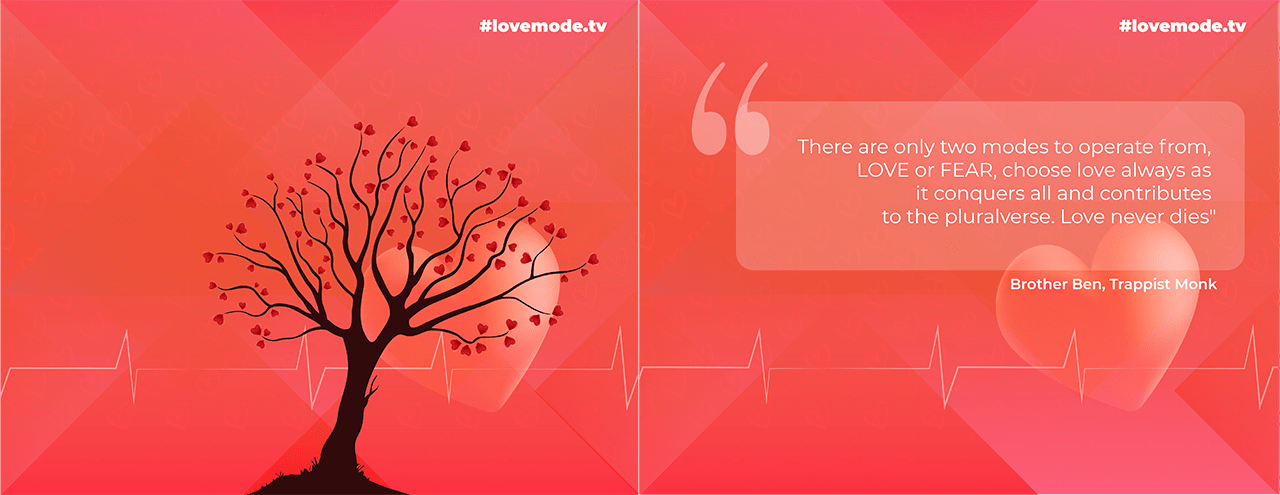 #lovemode.tv
#lovemode.tv
There are only two modes to operate from,
LOVE or FEAR, choose love always as
it conquers all and contributes
to the pluralverse. Love never dies"
Brother Ben, Trappist Monk